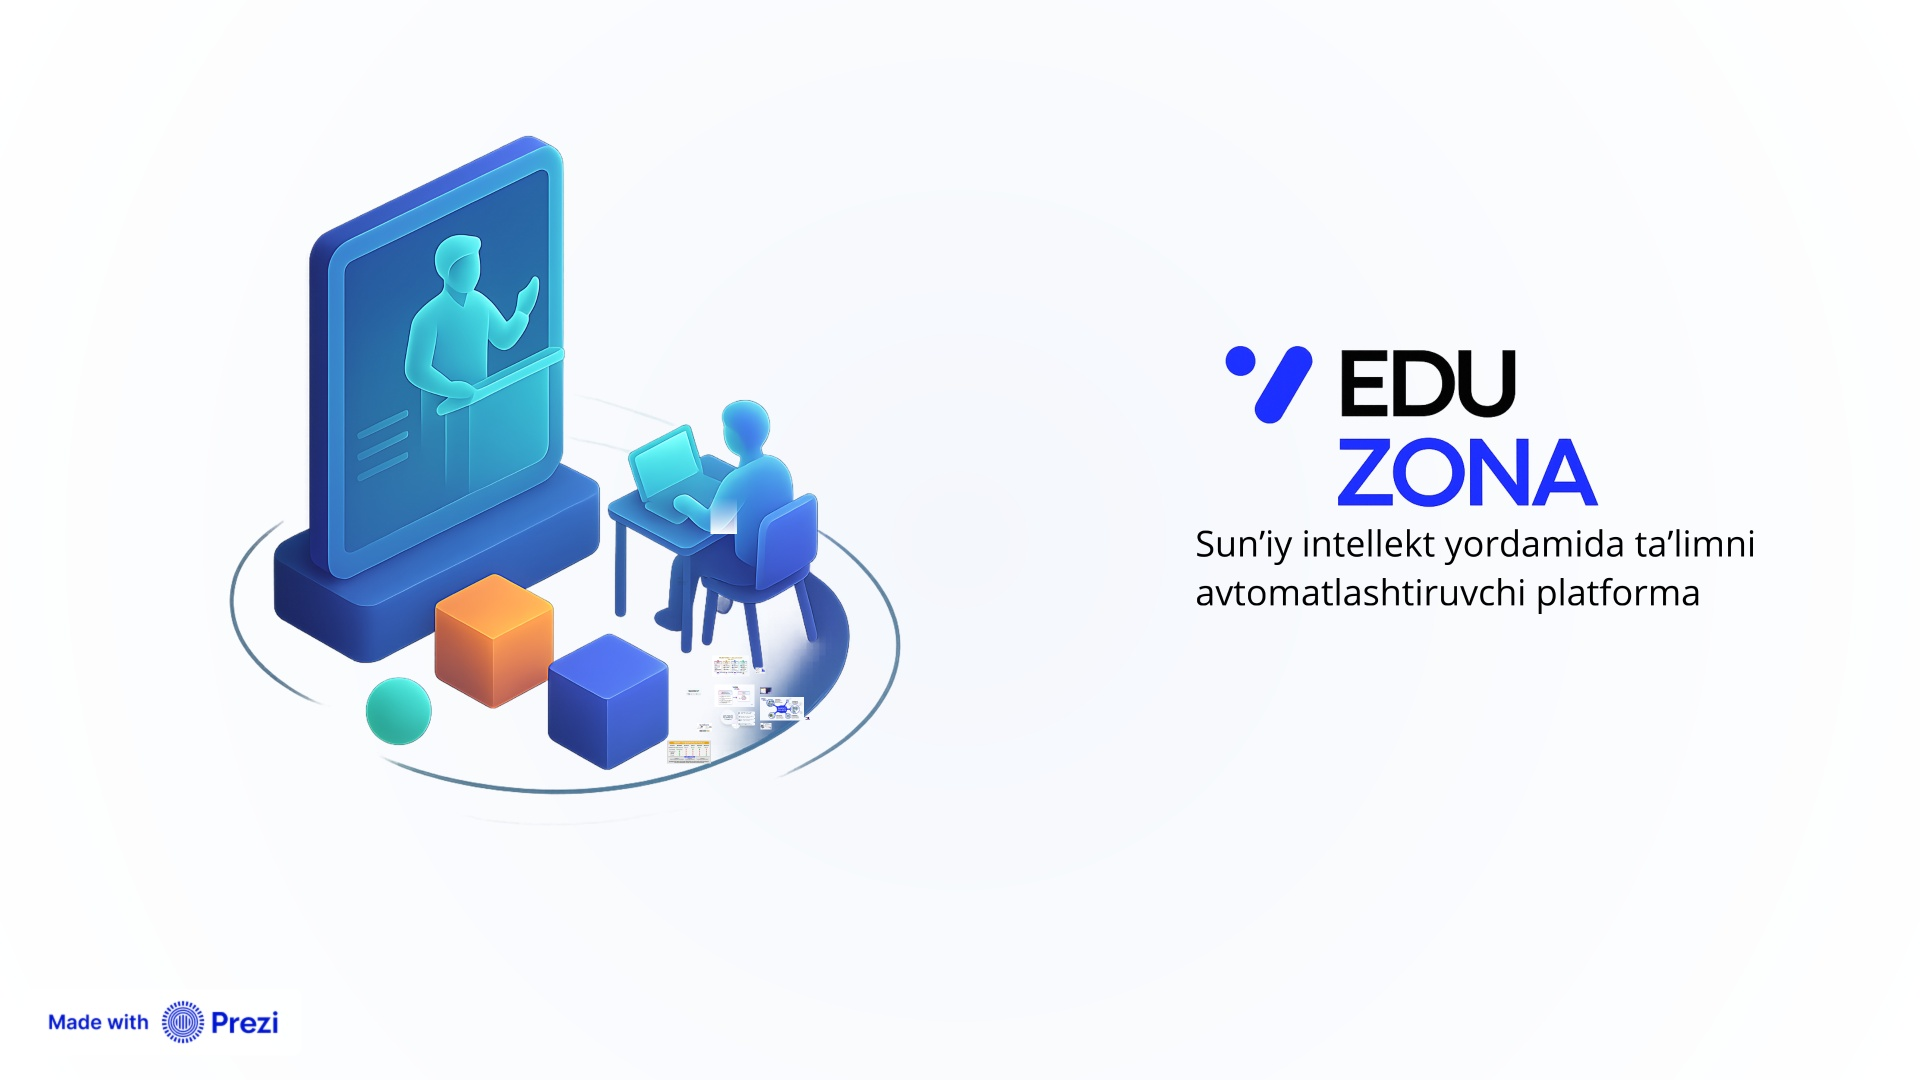 EDU
ZONA
Sun’iy intellekt yordamida ta’limni
avtomatlashtiruvchi platforma
Made with Prezi